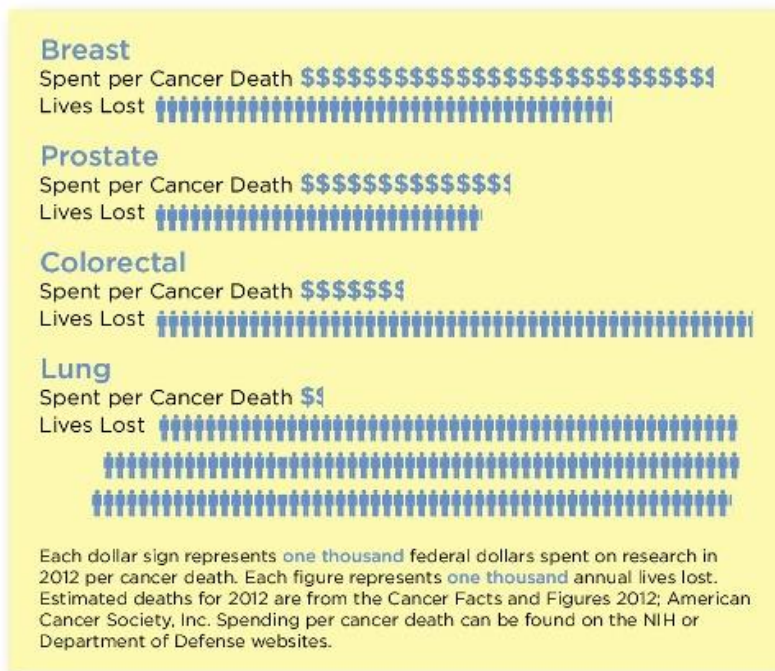 Breast
Spent per Cancer Death $$$$$$$$$$$$$$$$$$$$$$$$$$$
Lives Lost
Prostate
Spent per Cancer Death $$$$$$$$$$$$$$
Lives Lost
Colorectal
Spent per Cancer Death $$$$$$$
Lives Lost
Lung
Spent per Cancer Death $$
Lives Lost
Each dollar sign represents one thousand federal dollars spent on research in
2012 per cancer death. Each figure represents one thousand annual lives lost.
Estimated deaths for 2012 are from the Cancer Facts and Figures 2012; American
Cancer Society, Inc. Spending per cancer death can be found on the NIH or
Department of Defense websites.